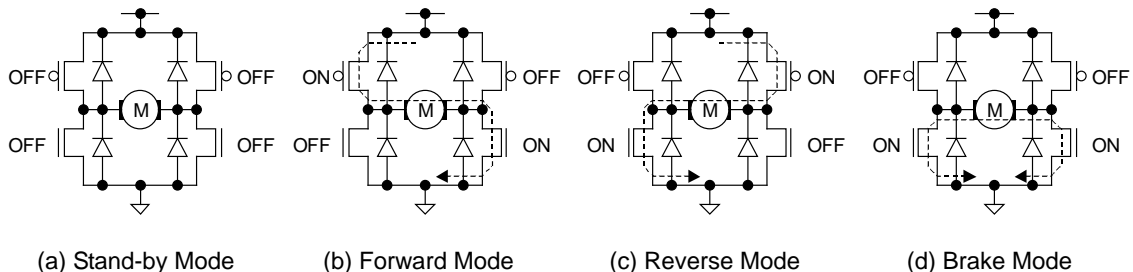 OFF OFF ON OFF OFF ON OFF OFF
M M M M
OFF OFF OFF ON ON OFF ON ON
(a) Stand-by Mode (b) Forward Mode (c) Reverse Mode (d) Brake Mode